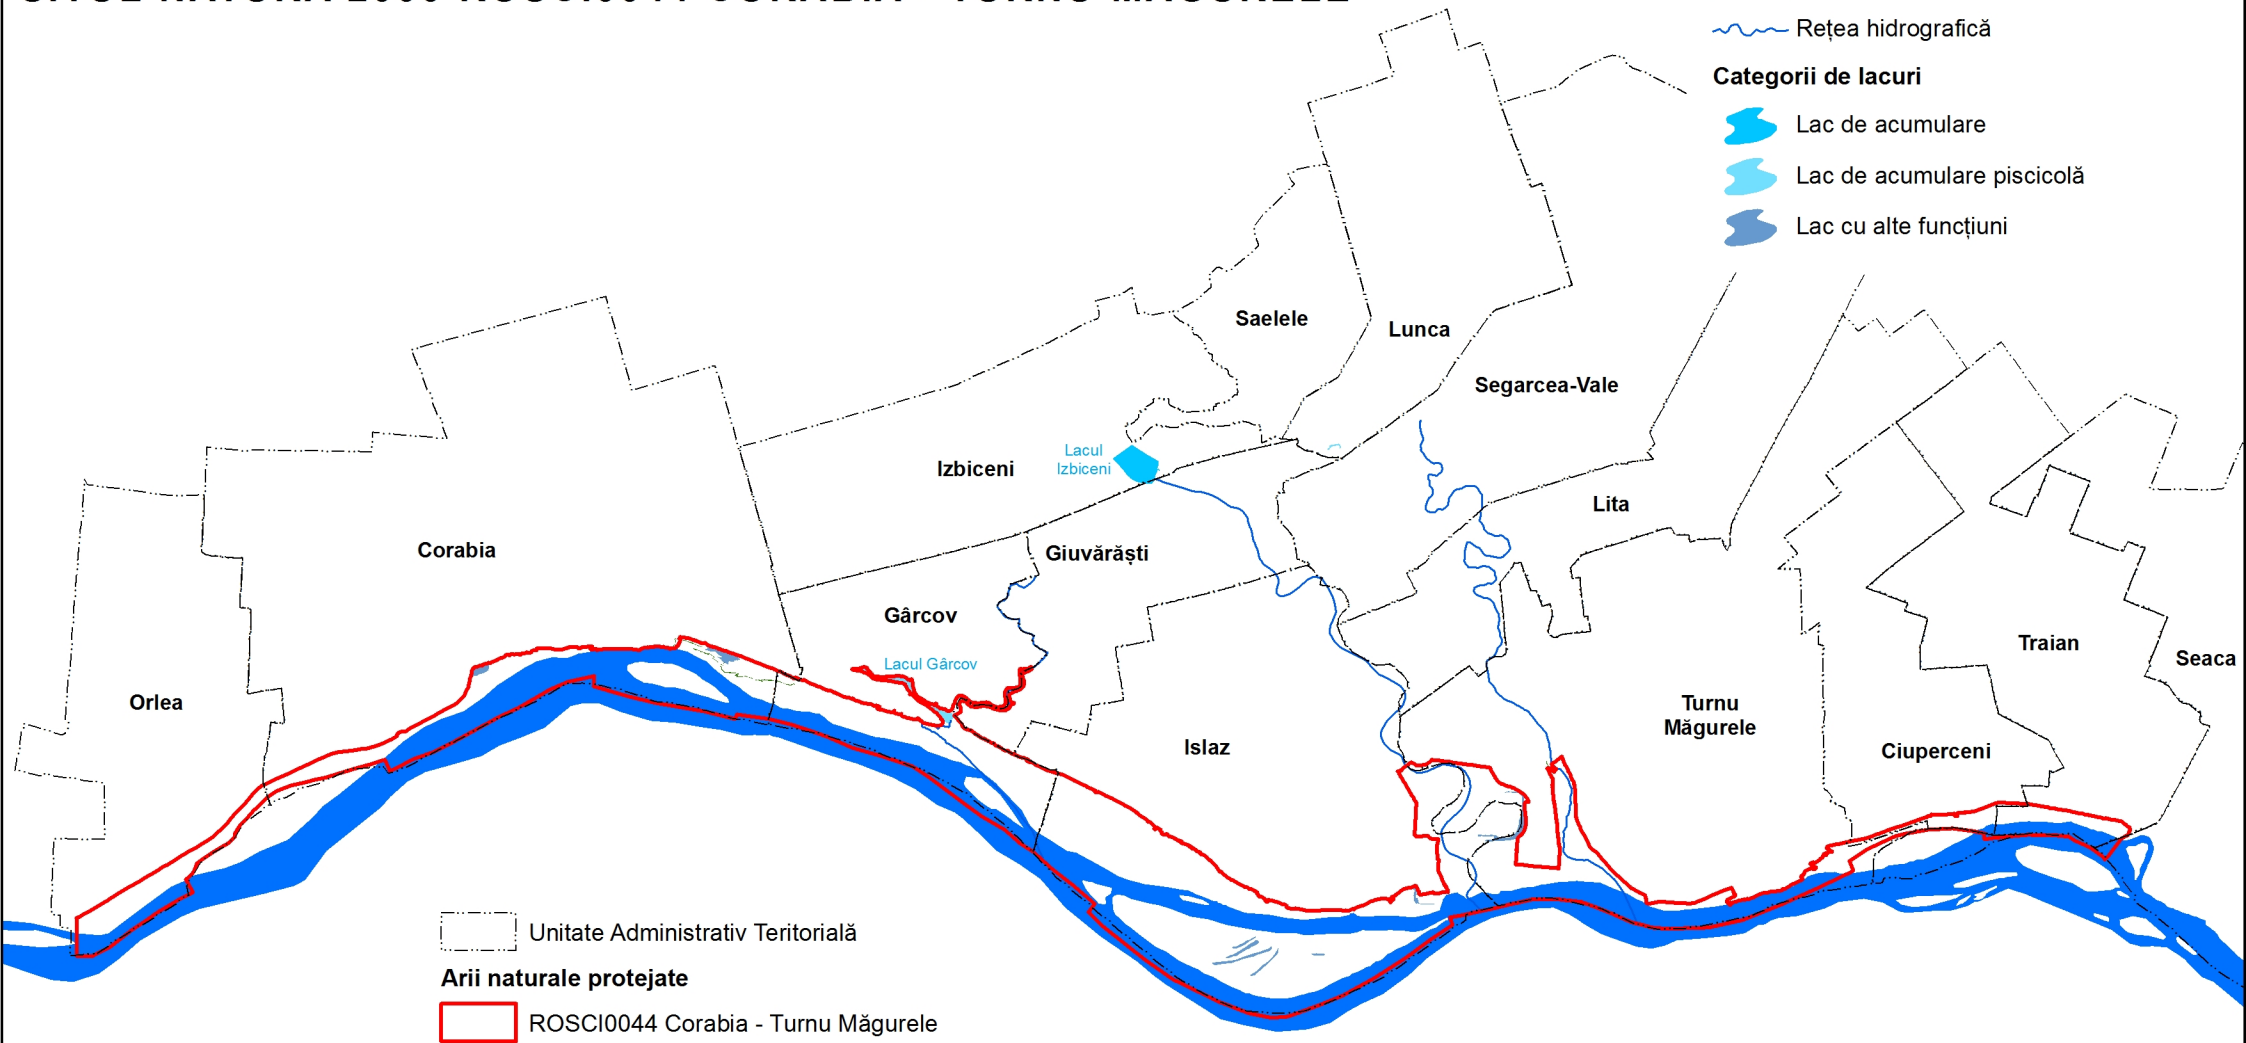 Rețea hidrografică
Categorii de lacuri
Lac de acumulare
Lac de acumulare piscicolă
Lac cu alte funcțiuni
Saelele
Lunca
Segarcea-Vale
Lacul
Izbiceni
Izbiceni
Lita
Corabia
Giuvărăști
Gârcov
Lacul Gârcov
Traian
Seaca
Orlea
Turnu
Măgurele
Islaz
Ciuperceni
Unitate Administrativ Teritorială
Arii naturale protejate
ROSCI0044 Corabia - Turnu Măgurele